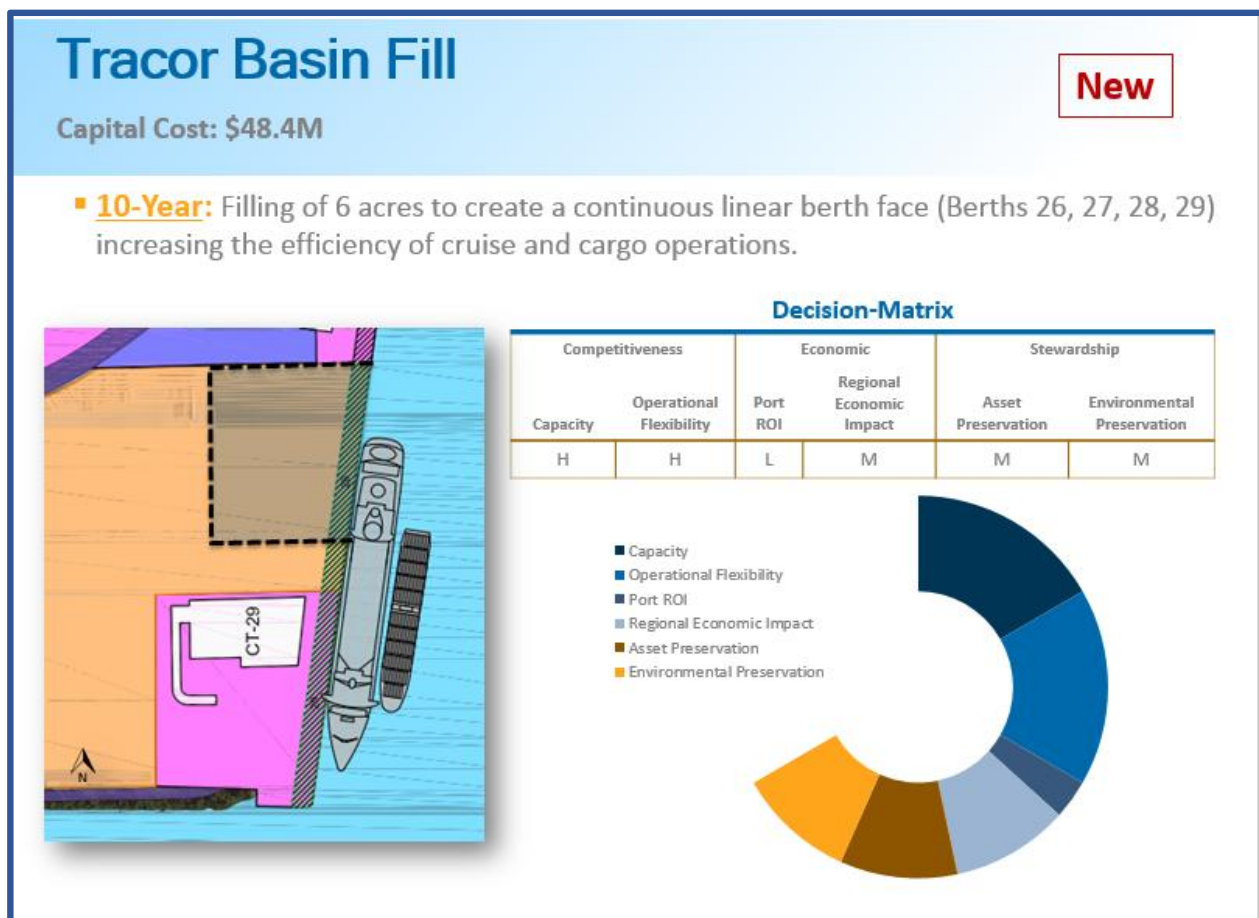 Tracor Basin Fill
New
Capital Cost: $48.4M
▪ 10-Year: Filling of 6 acres to create a continuous linear berth face (Berths 26, 27, 28, 29)
increasing the efficiency of cruise and cargo operations.
Decision-Matrix
Competitiveness Economic Stewardship
Capacity Operational Flexibility Port ROI Regional Economic Impact Asset Preservation Environmental Preservation
H H L M M M
CT-29
N
Capacity
Operational Flexibility
Port ROI
Regional Economic Impact
Asset Preservation
Environmental Preservation